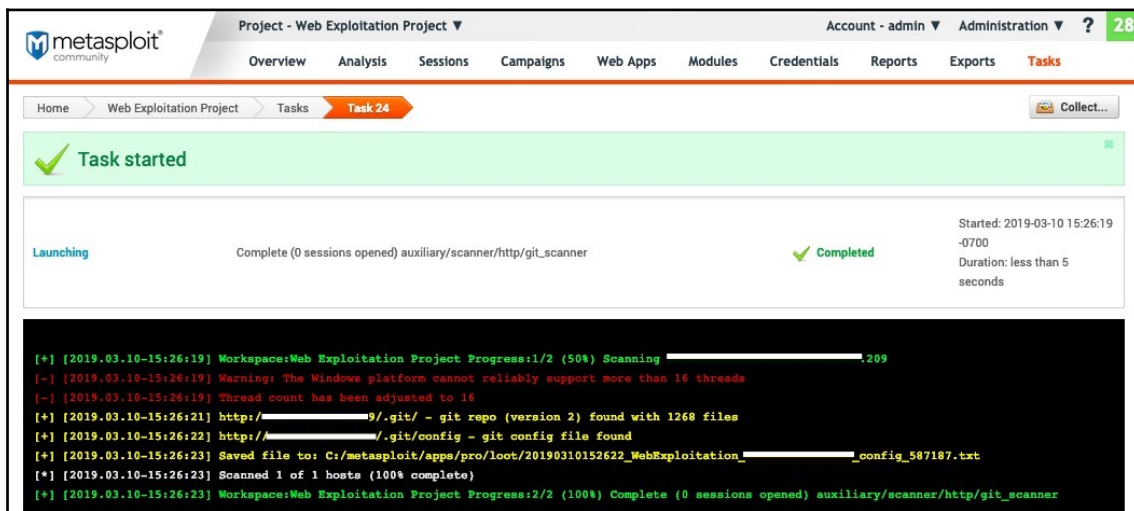 metasploit®
community
Project - Web Exploitation Project ▼ Account - admin ▼ Administration ▼ ? 28
Overview Analysis Sessions Campaigns Web Apps Modules Credentials Reports Exports Tasks
Home Web Exploitation Project Tasks Task 24 Collect...
Task started
Launching Complete (0 sessions opened) auxiliary/scanner/http/git_scanner Completed
Started: 2019-03-10 15:26:19
-0700
Duration: less than 5
seconds
[+] [2019.03.10-15:26:19] Workspace:Web Exploitation Project Progress:1/2 (50%) Scanning .209
[-] [2019.03.10-15:26:19] Warning: The Windows platform cannot reliably support more than 16 threads
[-] [2019.03.10-15:26:19] Thread count has been adjusted to 16
[+] [2019.03.10-15:26:21] http:/ 9/.git/ - git repo (version 2) found with 1268 files
[+] [2019.03.10-15:26:22] http:// /.git/config - git config file found
[+] [2019.03.10-15:26:23] Saved file to: C:/metasploit/apps/pro/loot/20190310152622_WebExploitation_ _config_587187.txt
[*] [2019.03.10-15:26:23] Scanned 1 of 1 hosts (100% complete)
[+] [2019.03.10-15:26:23] Workspace:Web Exploitation Project Progress:2/2 (100%) Complete (0 sessions opened) auxiliary/scanner/http/git_scanner